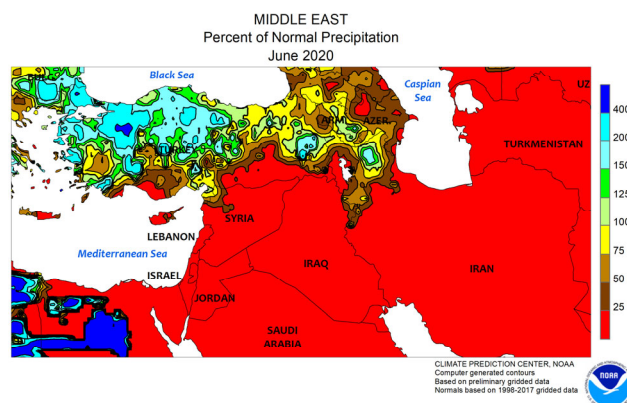 MIDDLE EAST
Percent of Normal Precipitation
June 2020
Black Sea
Caspian
Sea
UZ
ARM
AZER.
TURKMENISTAN
TURKEY
SYRIA
LEBANON
Mediterranean Sea
ISRAEL
IRAQ
IRAN
JORDAN
SAUDI
ARABIA
400
200
150
125
100
75
50
25
CLIMATE PREDICTION CENTER, NOAA
Computer generated contours
Based on preliminary gridded data
Normals based on 1998-2017 gridded data
NOAA